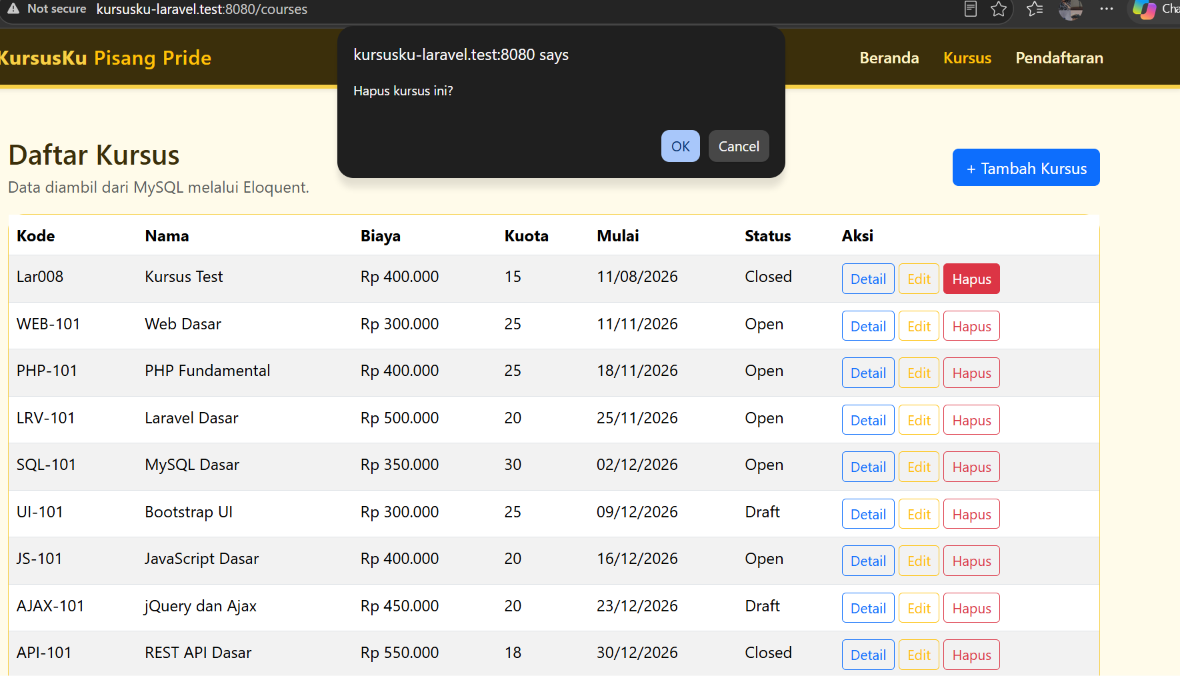 Not secure kursusku-laravel.test:8080/courses
KursusKu Pisang Pride Beranda Kursus Pendaftaran
kursusku-laravel.test:8080 says
Hapus kursus ini?
OK Cancel
Daftar Kursus
Data diambil dari MySQL melalui Eloquent.
+ Tambah Kursus
Kode Nama Biaya Kuota Mulai Status Aksi
Lar008 Kursus Test Rp 400.000 15 11/08/2026 Closed Detail Edit Hapus
WEB-101 Web Dasar Rp 300.000 25 11/11/2026 Open Detail Edit Hapus
PHP-101 PHP Fundamental Rp 400.000 25 18/11/2026 Open Detail Edit Hapus
LRV-101 Laravel Dasar Rp 500.000 20 25/11/2026 Open Detail Edit Hapus
SQL-101 MySQL Dasar Rp 350.000 30 02/12/2026 Open Detail Edit Hapus
UI-101 Bootstrap UI Rp 300.000 25 09/12/2026 Draft Detail Edit Hapus
JS-101 JavaScript Dasar Rp 400.000 20 16/12/2026 Open Detail Edit Hapus
AJAX-101 jQuery dan Ajax Rp 450.000 20 23/12/2026 Draft Detail Edit Hapus
API-101 REST API Dasar Rp 550.000 18 30/12/2026 Closed Detail Edit Hapus